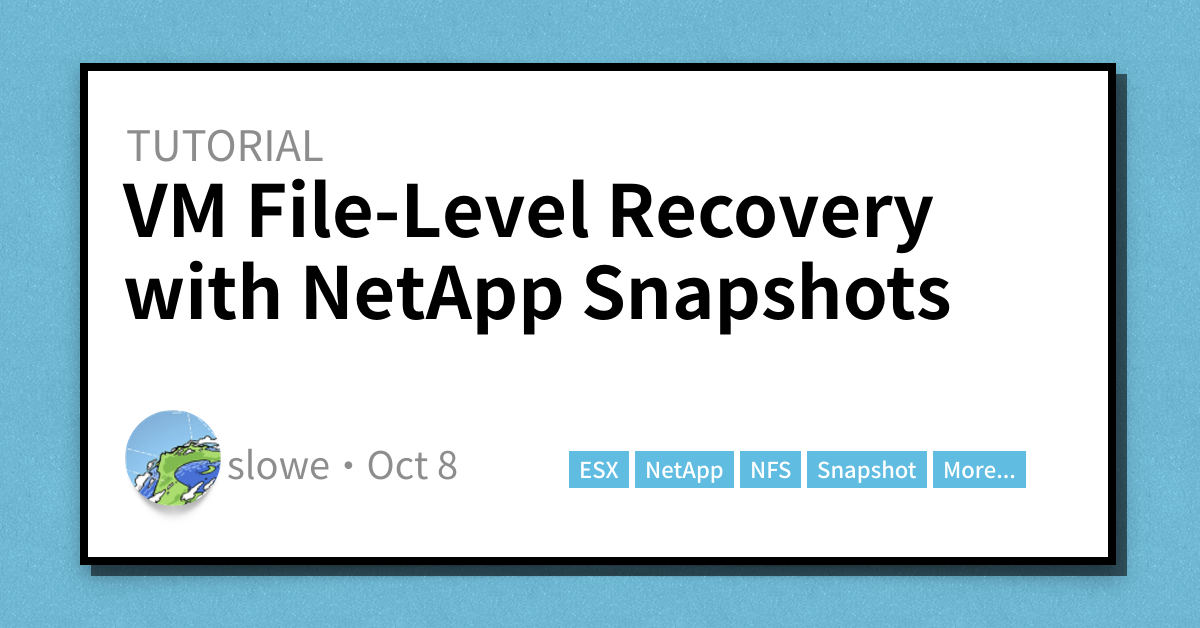 TUTORIAL
VM File-Level Recovery
with NetApp Snapshots
slowe • Oct 8
ESX NetApp NFS Snapshot More...